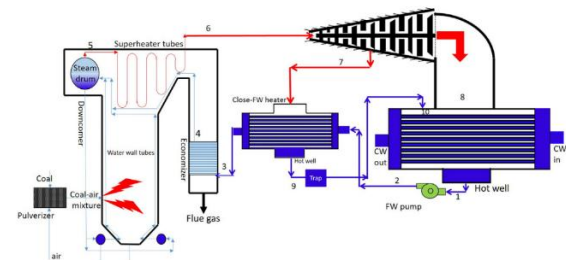 6
5
Superheater tubes
Steam
drum
7
Close-FW heater
8
10
4
Downcomer
Economizer
Water wall tubes
CW
out
CW
in
3
Hot well
2
Hot well
Coal
9
Trap
1
Coal-air
mixture
FW pump
Pulverizer
Flue gas
air